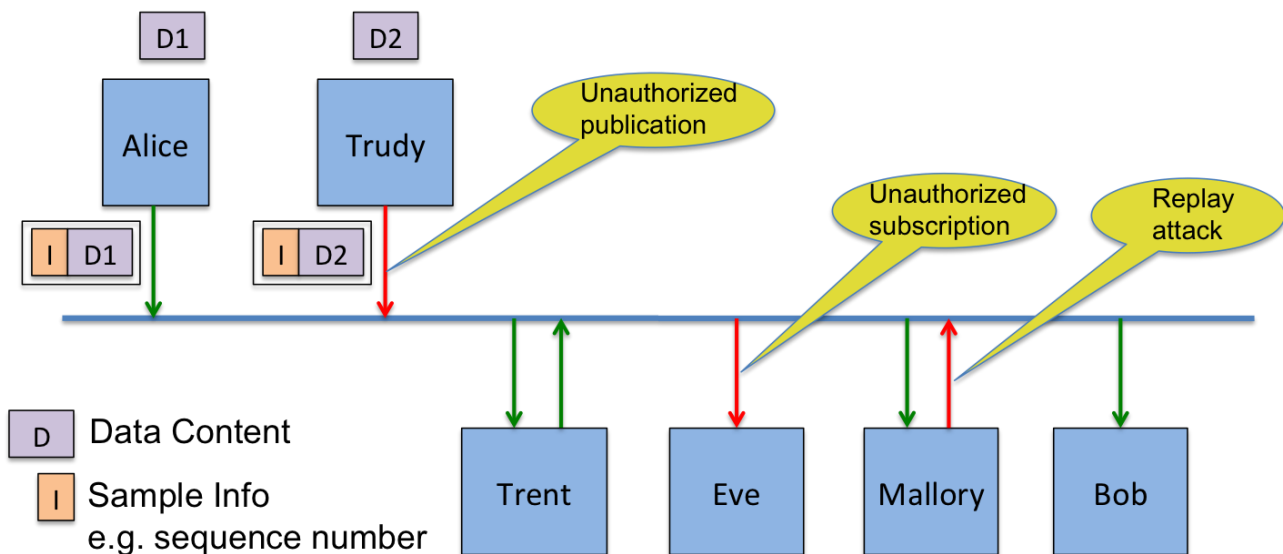 D1
D2
Alice
Trudy
Unauthorized
publication
Unauthorized
subscription
Replay
attack
I D1
I D2
D Data Content
I Sample Info
e.g. sequence number
Trent
Eve
Mallory
Bob